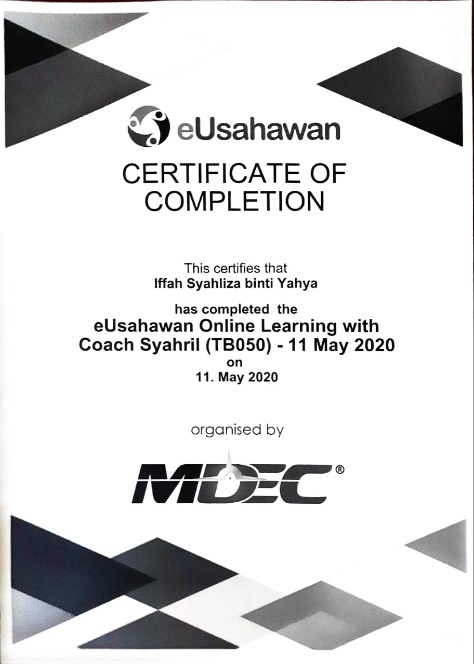 eUsahawan
CERTIFICATE OF
COMPLETION
This certifies that
Iffah Syahliza binti Yahya
has completed the
eUsahawan Online Learning with
Coach Syahril (TB050) - 11 May 2020
on
11. May 2020
organised by
MDEC®